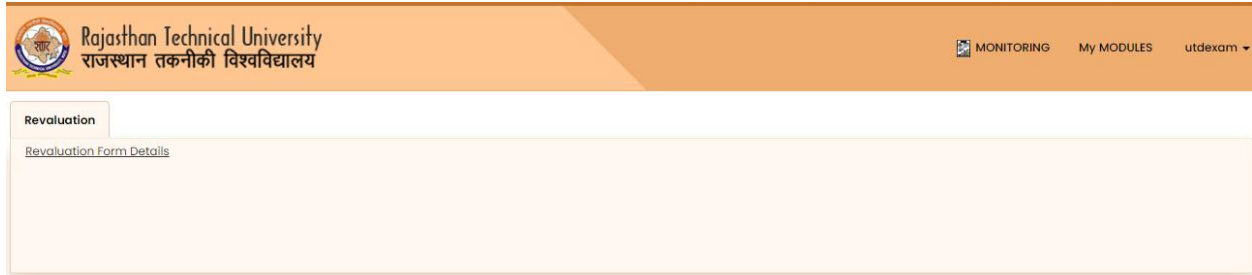 Rajasthan Technical University
राजस्थान तकनीकी विश्वविद्यालय
MONITORING My MODULES utdexam
Revaluation
Revaluation Form Details